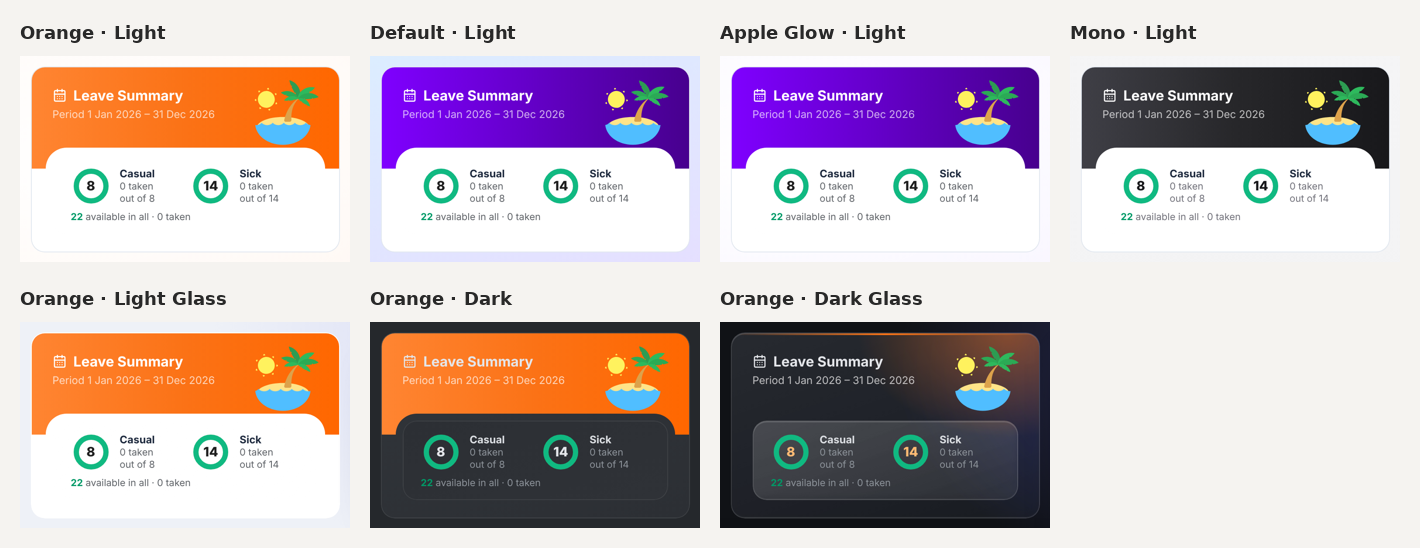 Orange · Light
Leave Summary
Period 1 Jan 2026 – 31 Dec 2026
8
Casual
0 taken
out of 8
14
Sick
0 taken
out of 14
22 available in all · 0 taken
Default · Light
Leave Summary
Period 1 Jan 2026 – 31 Dec 2026
8
Casual
0 taken
out of 8
14
Sick
0 taken
out of 14
22 available in all · 0 taken
Apple Glow · Light
Leave Summary
Period 1 Jan 2026 – 31 Dec 2026
8
Casual
0 taken
out of 8
14
Sick
0 taken
out of 14
22 available in all · 0 taken
Mono · Light
Leave Summary
Period 1 Jan 2026 – 31 Dec 2026
8
Casual
0 taken
out of 8
14
Sick
0 taken
out of 14
22 available in all · 0 taken
Orange · Light Glass
Leave Summary
Period 1 Jan 2026 – 31 Dec 2026
8
Casual
0 taken
out of 8
14
Sick
0 taken
out of 14
22 available in all · 0 taken
Orange · Dark
Leave Summary
Period 1 Jan 2026 – 31 Dec 2026
8
Casual
0 taken
out of 8
14
Sick
0 taken
out of 14
22 available in all · 0 taken
Orange · Dark Glass
Leave Summary
Period 1 Jan 2026 – 31 Dec 2026
8
Casual
0 taken
out of 8
14
Sick
0 taken
out of 14
22 available in all · 0 taken